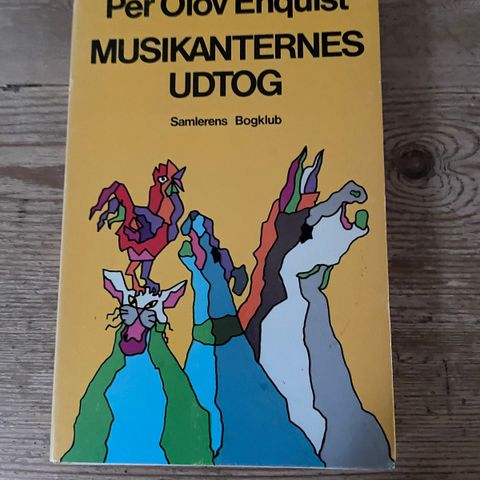 Per Olov Enquist
MUSIKANTERNES
UDTOG
Samlerens Bogklub